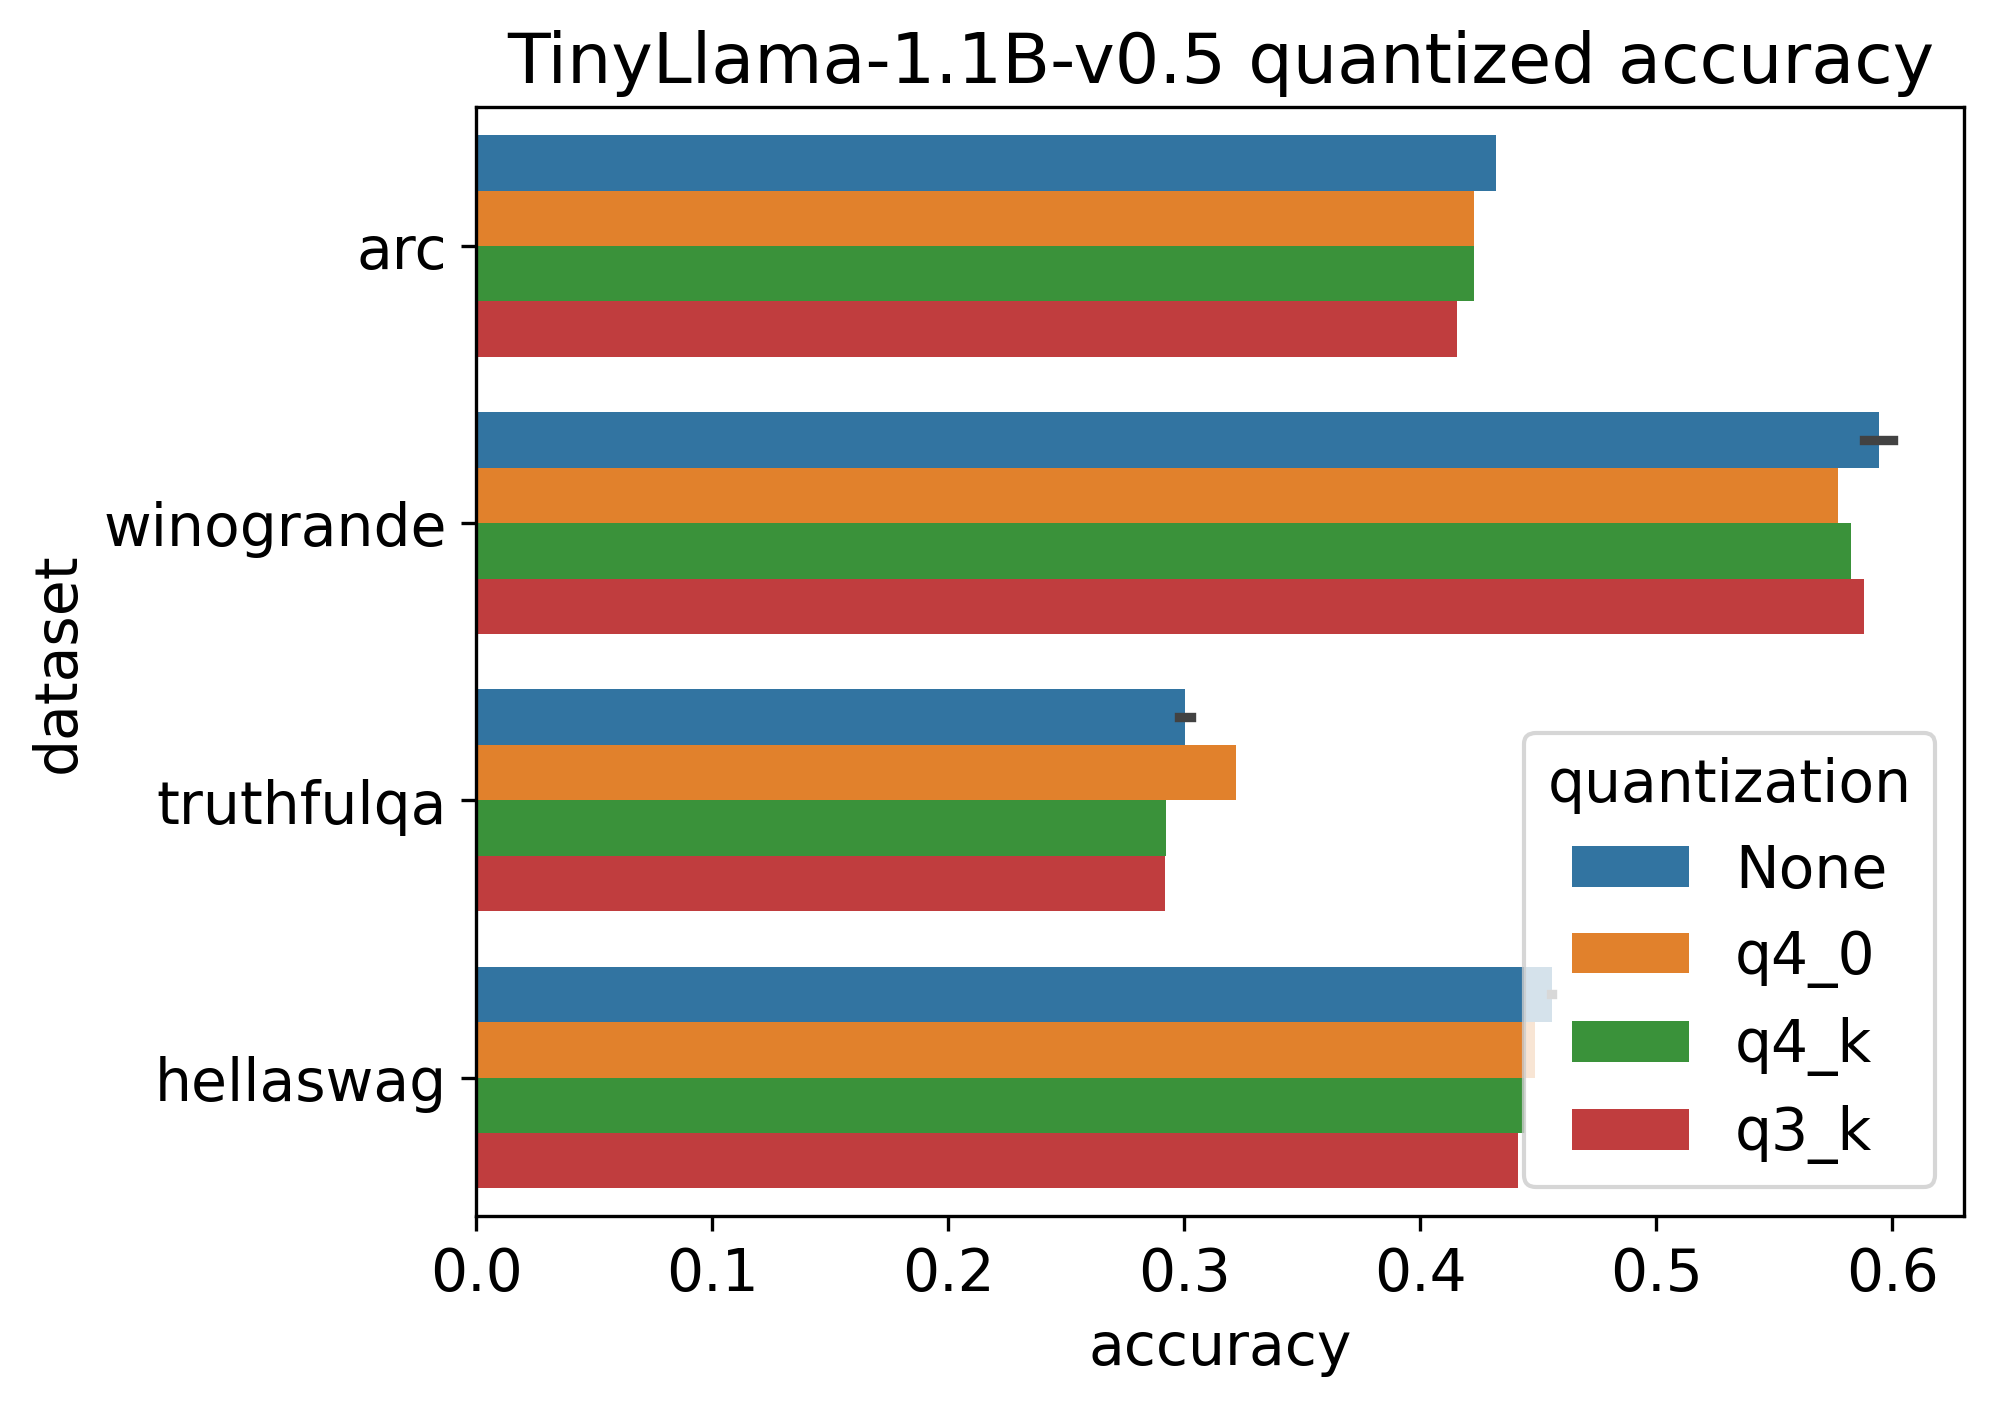 TinyLlama-1.1B-v0.5 quantized accuracy
dataset
arc
winogrande
truthfulqa
hellaswag
quantization
None
q4_0
q4_k
q3_k
0.0 0.1 0.2 0.3 0.4 0.5 0.6
accuracy